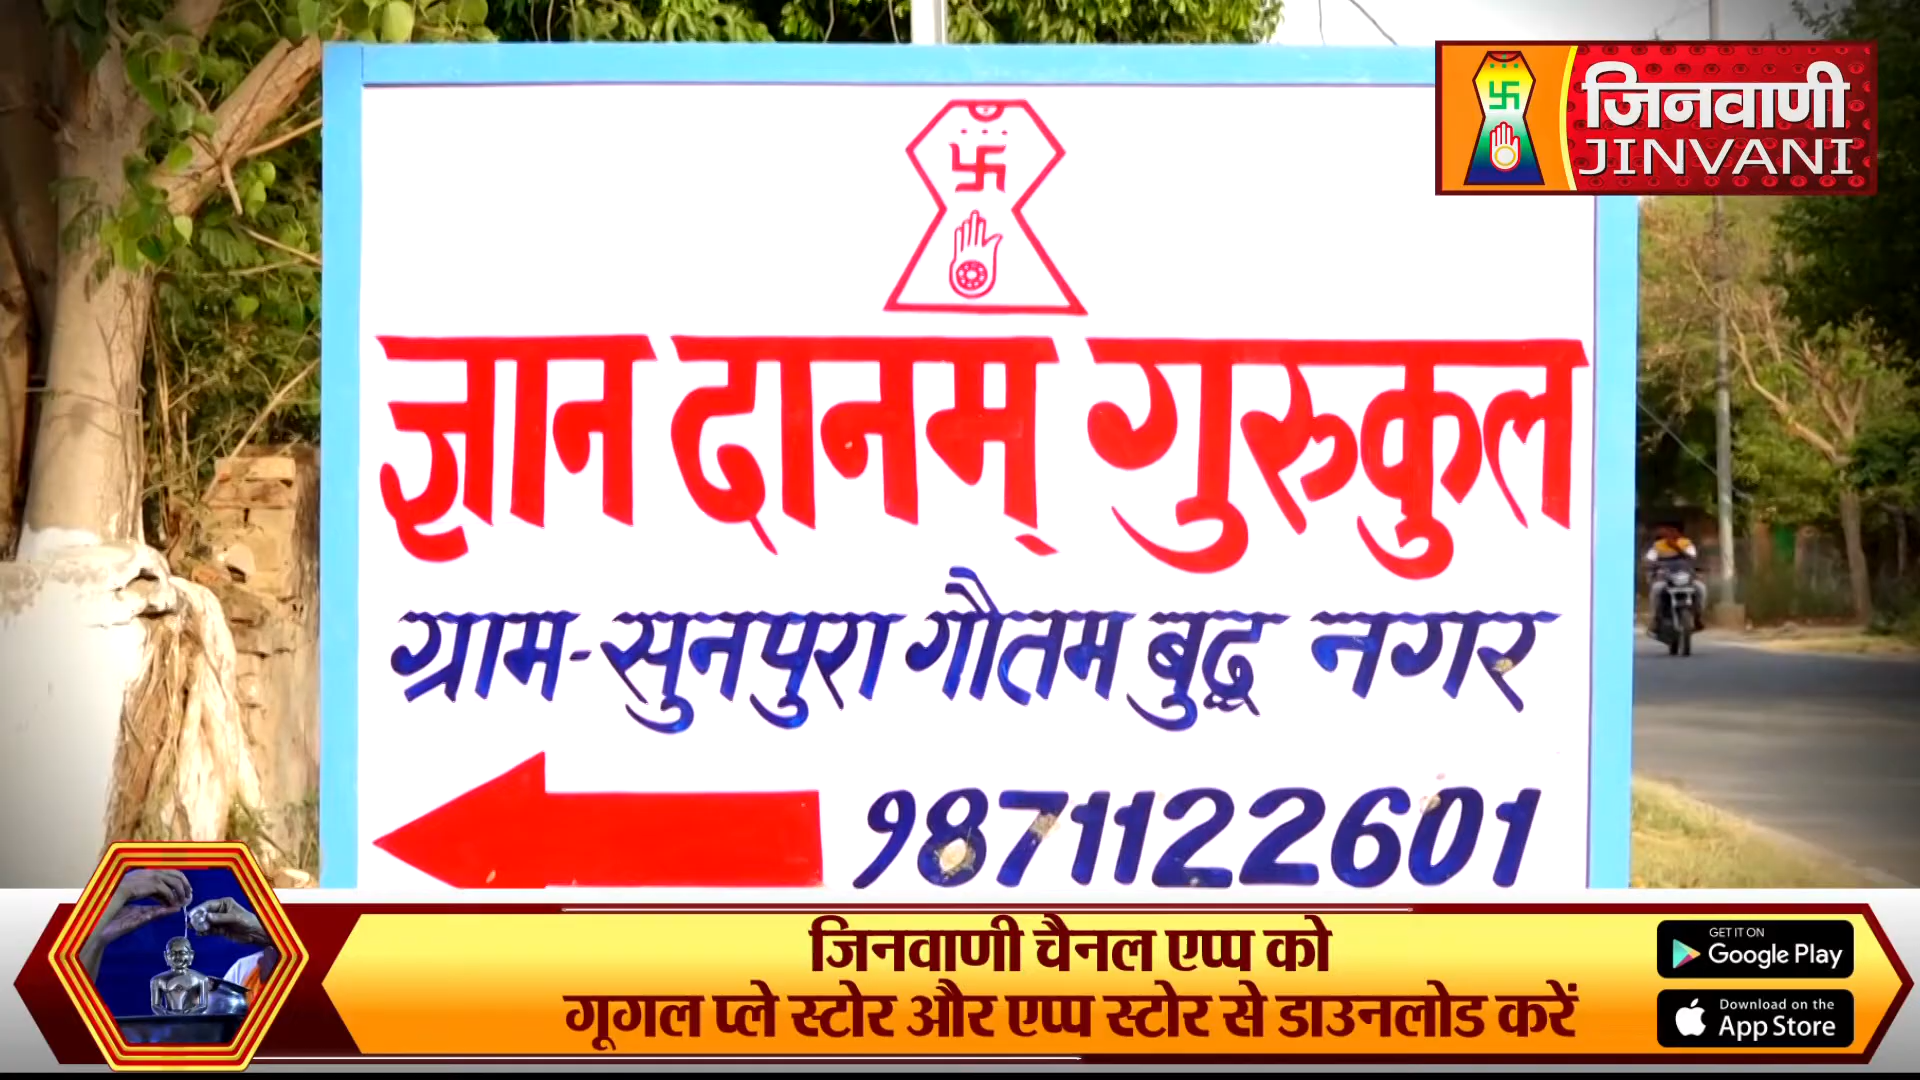 जिनवाणी
JINVANI
ज्ञान दानम् गुरुकुल
ग्राम-सुनपुरा गौतम बुद्ध नगर
9871122601
जिनवाणी चैनल एप्प को
गूगल प्ले स्टोर और एप्प स्टोर से डाउनलोड करें
GET IT ON
Google Play
Download on the
App Store